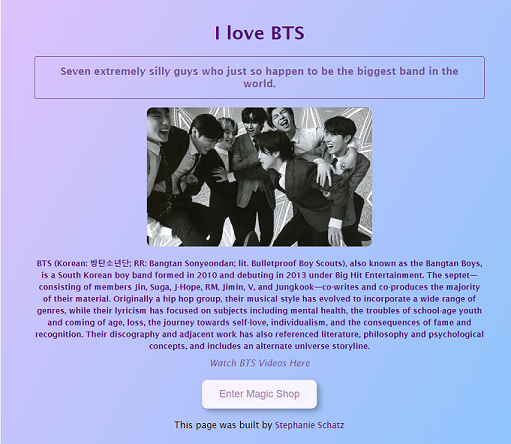 I love BTS
Seven extremely silly guys who just so happen to be the biggest band in the
world.
BTS (Korean: 방탄소년단; RR: Bangtan Sonyeondan; lit. Bulletproof Boy Scouts), also known as the Bangtan Boys,
is a South Korean boy band formed in 2010 and debuting in 2013 under Big Hit Entertainment. The septet—
consisting of members Jin, Suga, J-Hope, RM, Jimin, V, and Jungkook—co-writes and co-produces the majority
of their material. Originally a hip hop group, their musical style has evolved to incorporate a wide range of
genres, while their lyricism has focused on subjects including mental health, the troubles of school-age youth
and coming of age, loss, the journey towards self-love, individualism, and the consequences of fame and
recognition. Their discography and adjacent work has also referenced literature, philosophy and psychological
concepts, and includes an alternate universe storyline.
Watch BTS Videos Here
Enter Magic Shop
This page was built by Stephanie Schatz